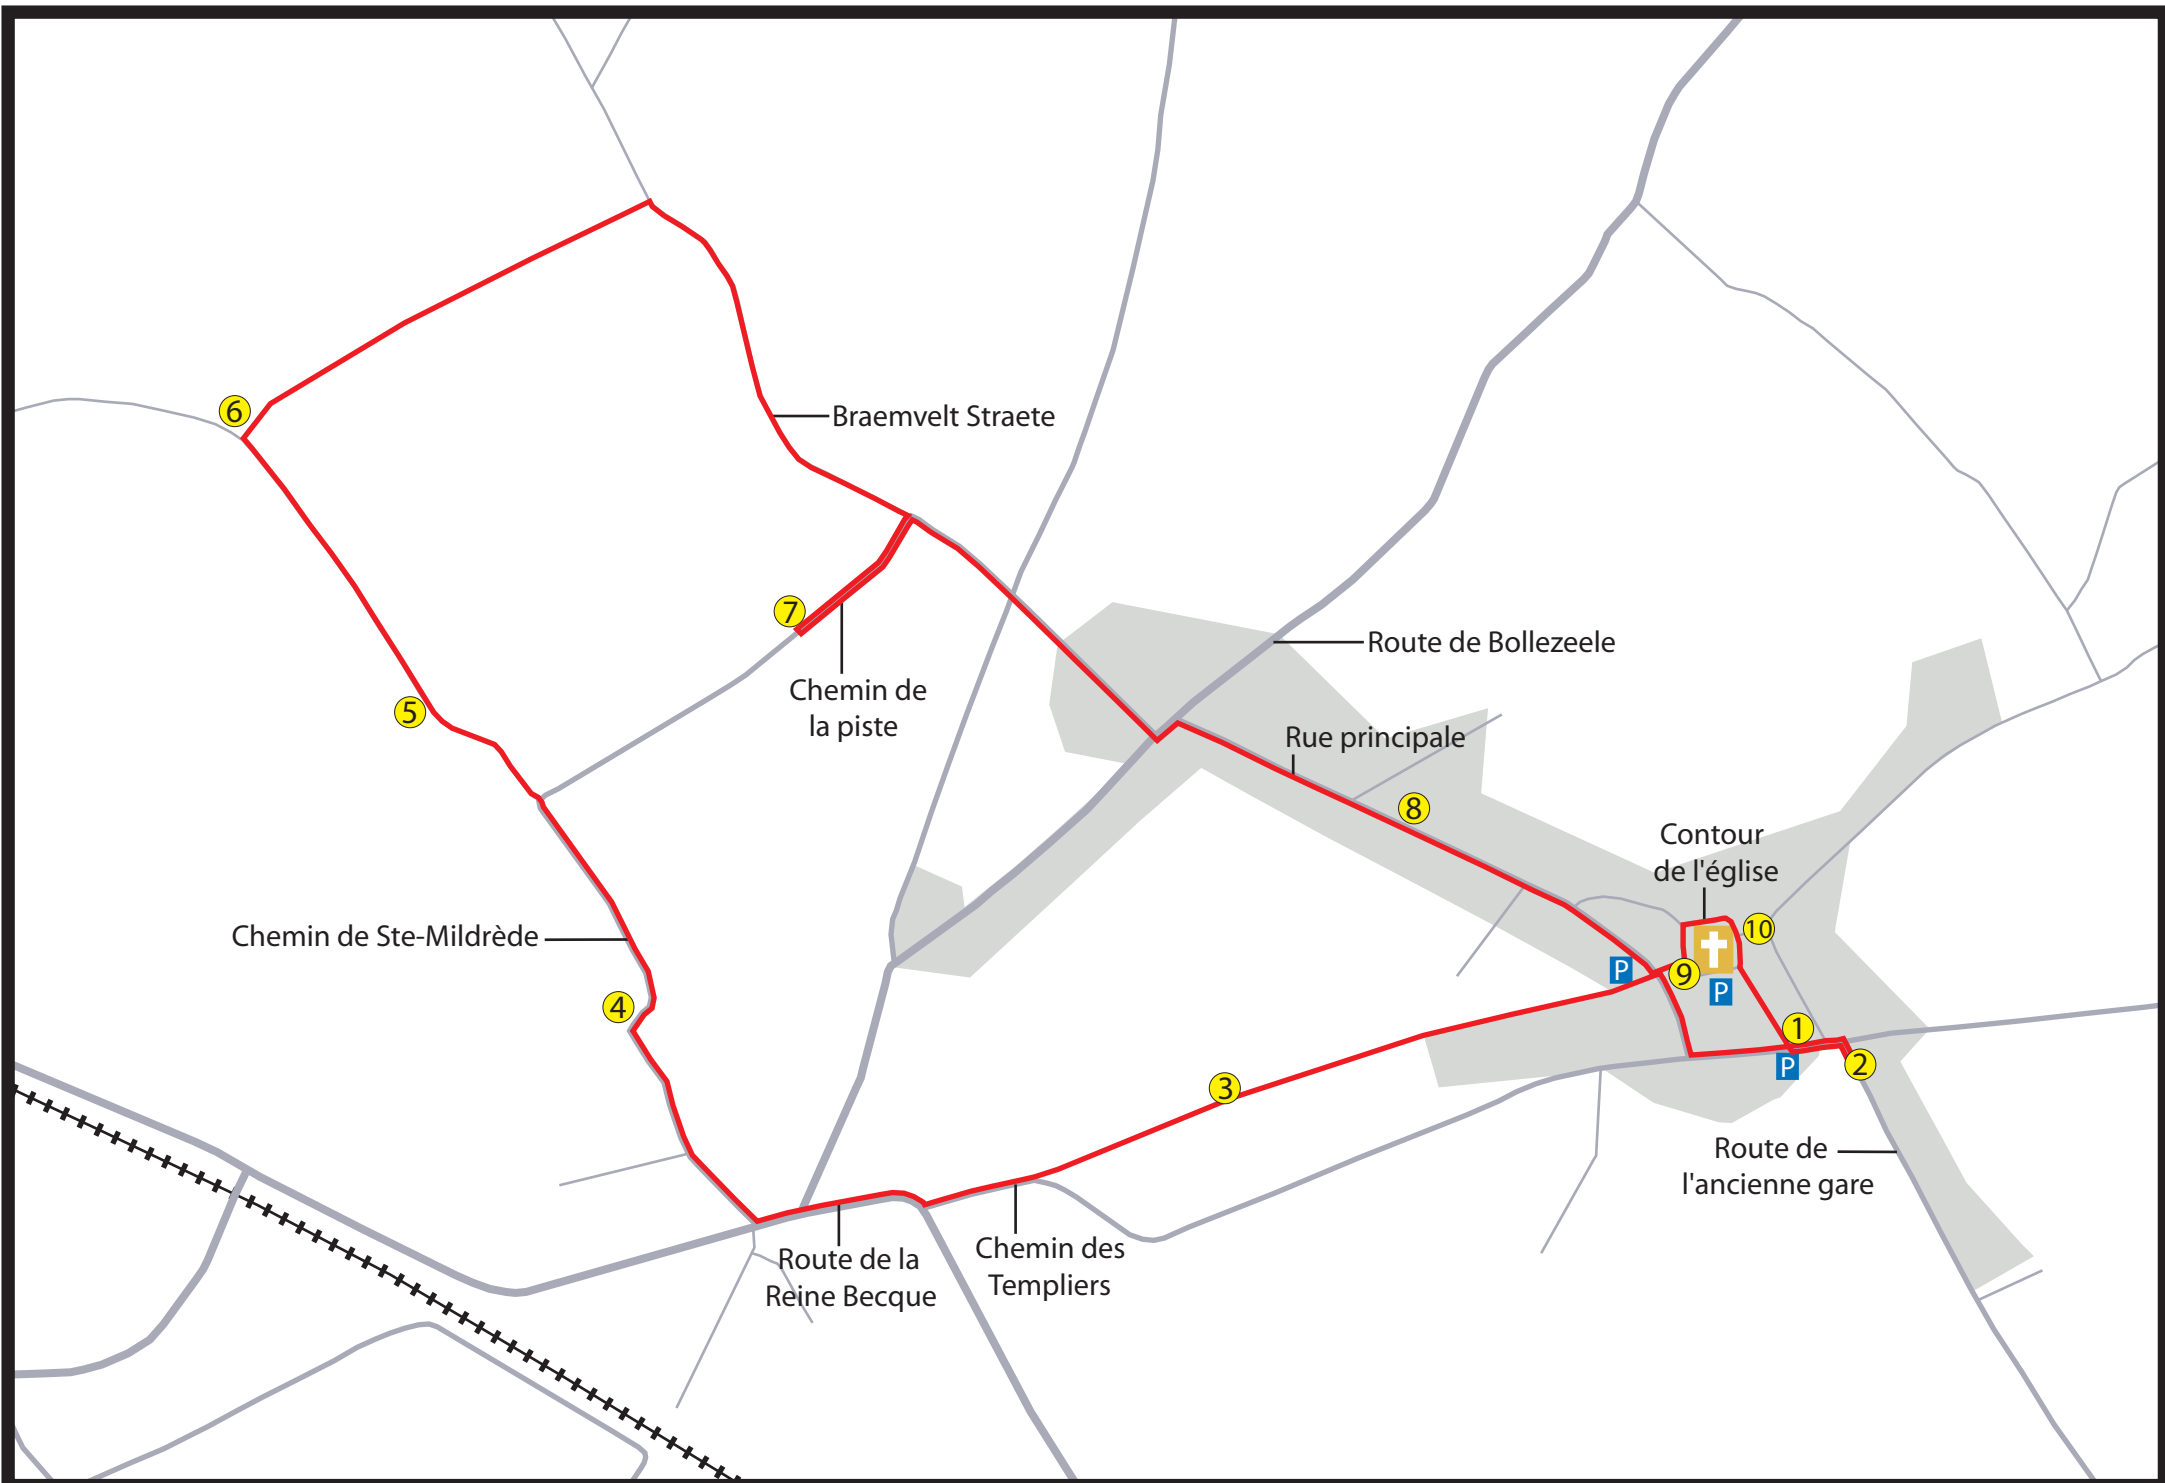 6
Braemvelt Straete
7
Route de Bollezeele
Chemin de
la piste
5
Rue principale
8
Contour
de l'église
Chemin de Ste-Mildrède
10
P
9
P
4
1
P
2
3
Route de
l'ancienne gare
Route de la
Reine Becque
Chemin des
Templiers